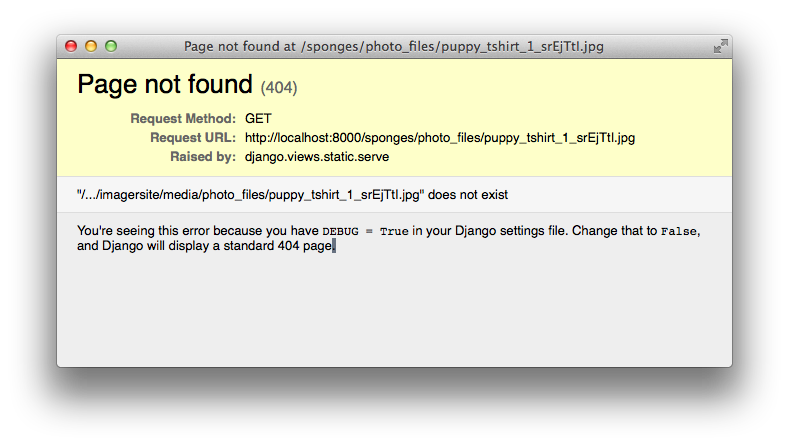 Page not found at /sponges/photo_files/puppy_tshirt_1_srEjTtl.jpg
Page not found (404)
Request Method: GET
Request URL: http://localhost:8000/sponges/photo_files/puppy_tshirt_1_srEjTtl.jpg
Raised by: django.views.static.serve
"/.../imagersite/media/photo_files/puppy_tshirt_1_srEjTtl.jpg" does not exist
You're seeing this error because you have DEBUG = True in your Django settings file. Change that to False,
and Django will display a standard 404 page.